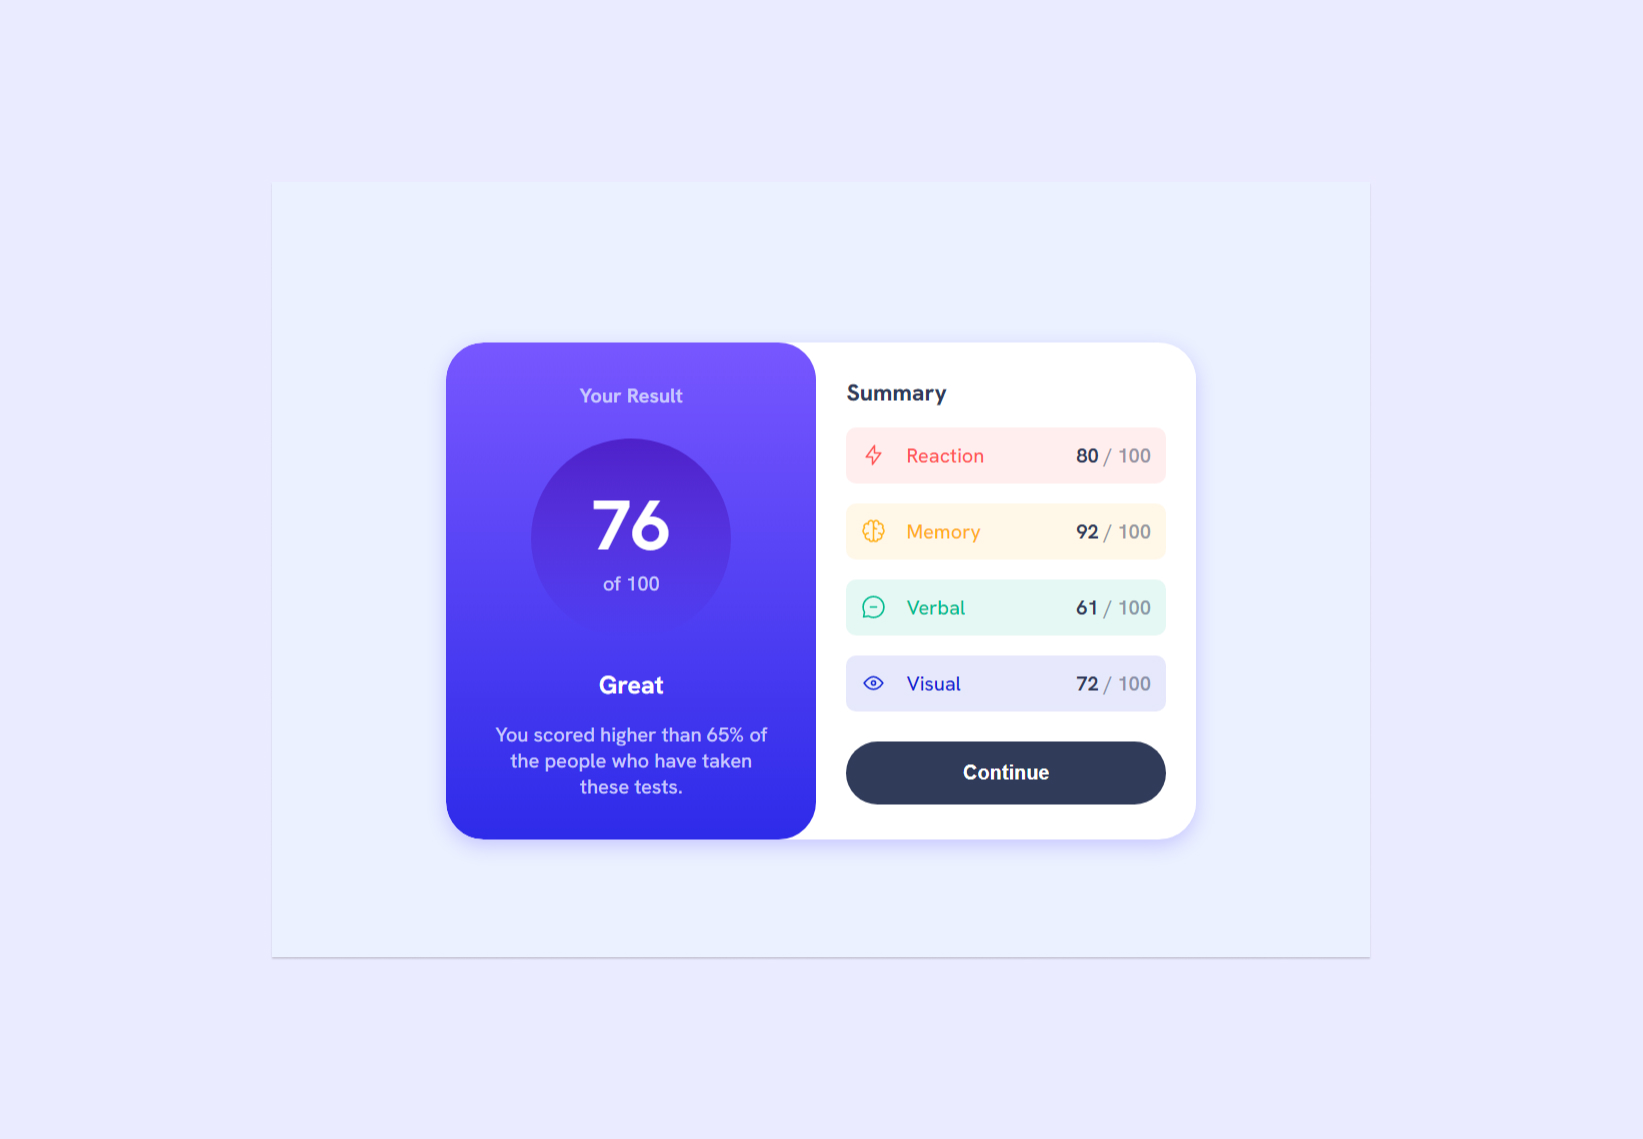 Your Result
76
of 100
Great
You scored higher than 65% of
the people who have taken
these tests.
Summary
Reaction 80 / 100
Memory 92 / 100
Verbal 61 / 100
Visual 72 / 100
Continue